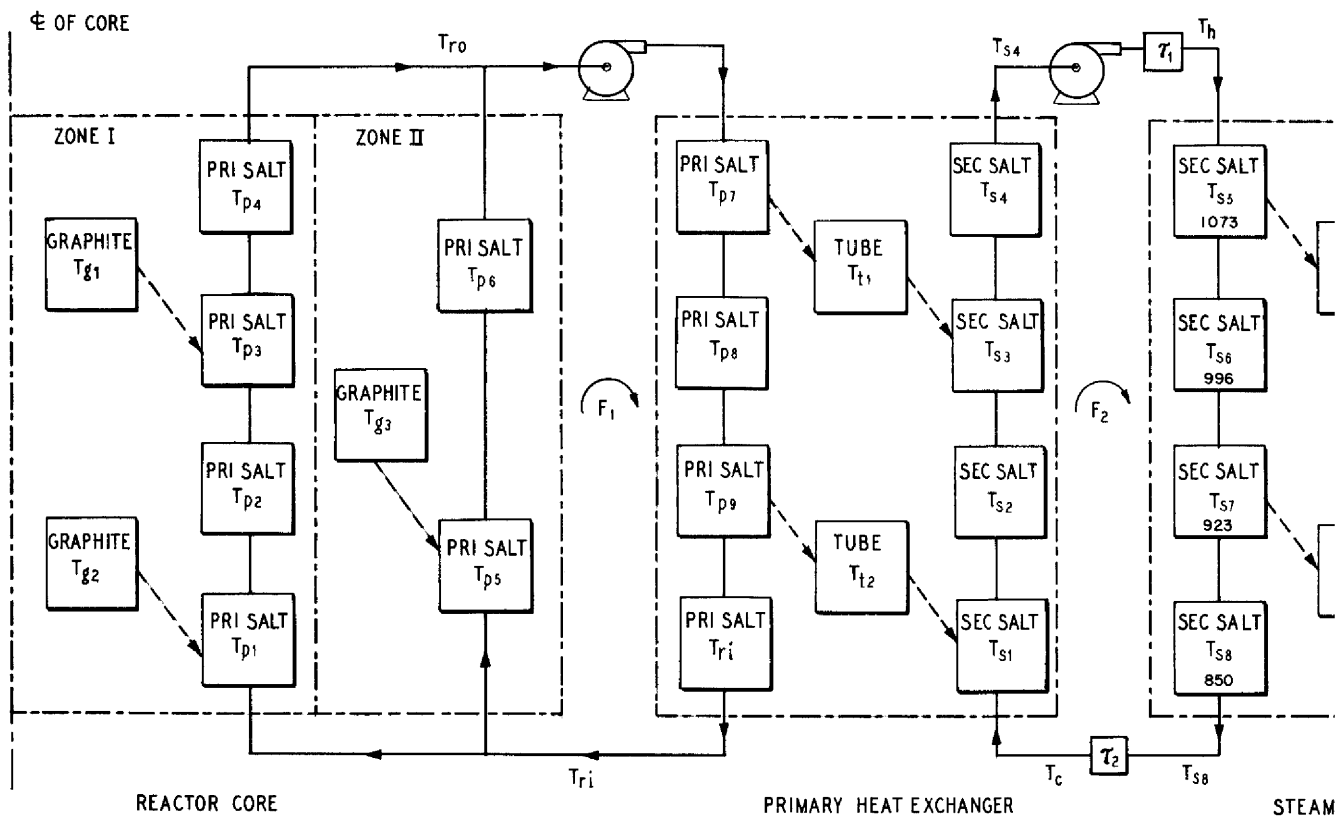 ℄ OF CORE
T_ro
T_s4
τ_1
T_h
ZONE I
ZONE II
PRI SALT
T_p4
GRAPHITE
T_g1
PRI SALT
T_p3
PRI SALT
T_p2
GRAPHITE
T_g2
PRI SALT
T_p1
PRI SALT
T_p6
GRAPHITE
T_g3
PRI SALT
T_p5
F_1
PRI SALT
T_p7
PRI SALT
T_p8
PRI SALT
T_p9
PRI SALT
T_ri
TUBE
T_t1
TUBE
T_t2
SEC SALT
T_s4
SEC SALT
T_s3
SEC SALT
T_s2
SEC SALT
T_s1
F_2
SEC SALT
T_s5
1073
SEC SALT
T_s6
996
SEC SALT
T_s7
923
SEC SALT
T_s8
850
T_ri
T_c
τ_2
T_s8
REACTOR CORE
PRIMARY HEAT EXCHANGER
STEAM